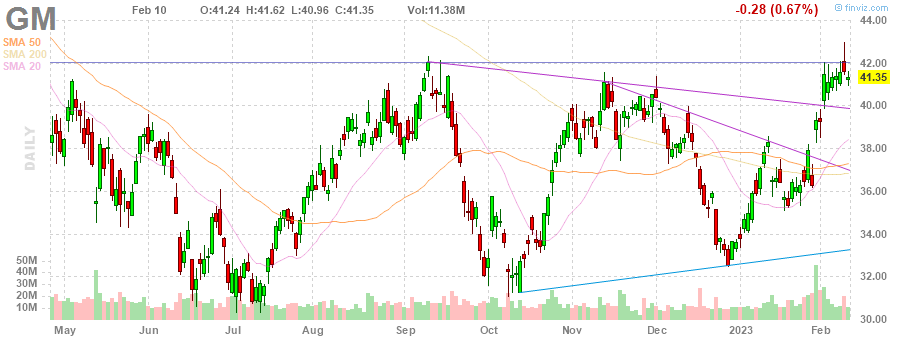 GM
Feb 10
O:41.24 H:41.62 L:40.96 C:41.35
Vol:11.38M
-0.28 (0.67%)
finviz.com
SMA 50
SMA 200
SMA 20
DAILY
44.00
42.00
41.35
40.00
38.00
36.00
34.00
32.00
30.00
50M
40M
30M
20M
10M
May
Jun
Jul
Aug
Sep
Oct
Nov
Dec
2023
Feb